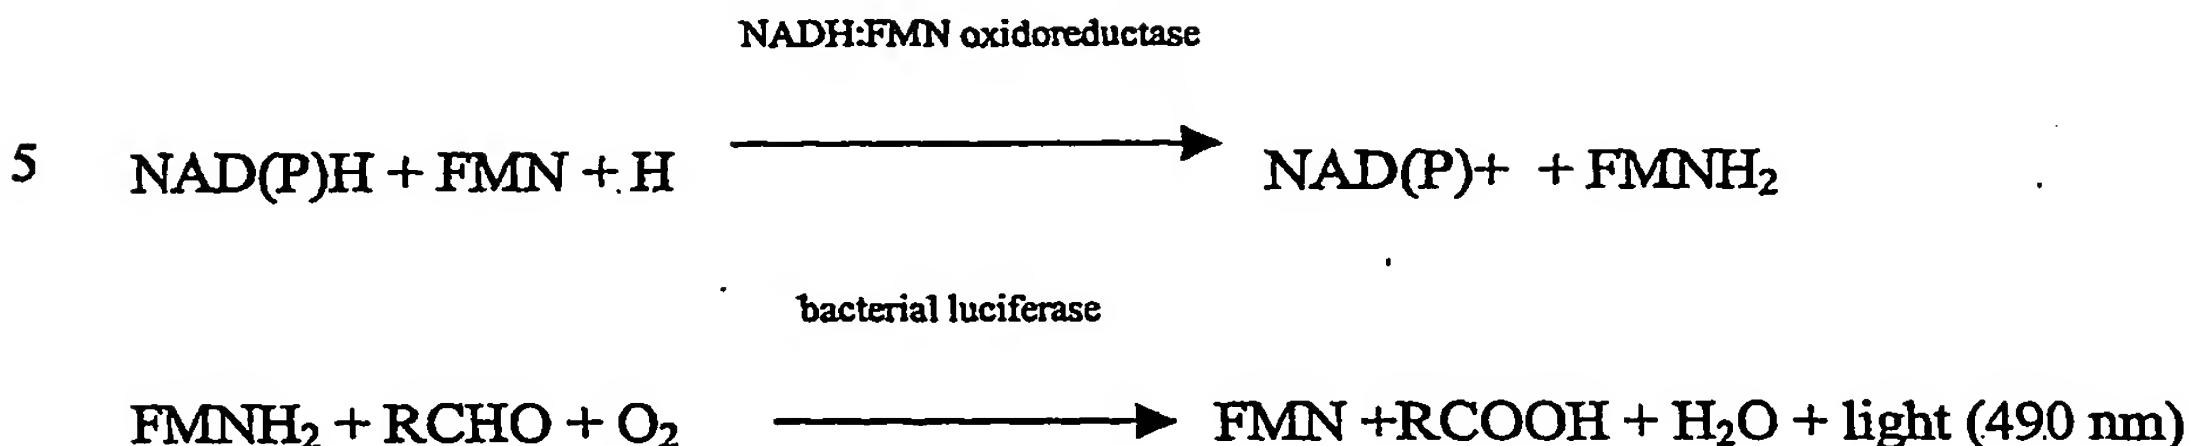 NADH:FMN oxidoreductase
5 NAD(P)H + FMN + H → NAD(P)+ + FMNH₂
bacterial luciferase
FMNH₂ + RCHO + O₂ → FMN +RCOOH + H₂O + light (490 nm)